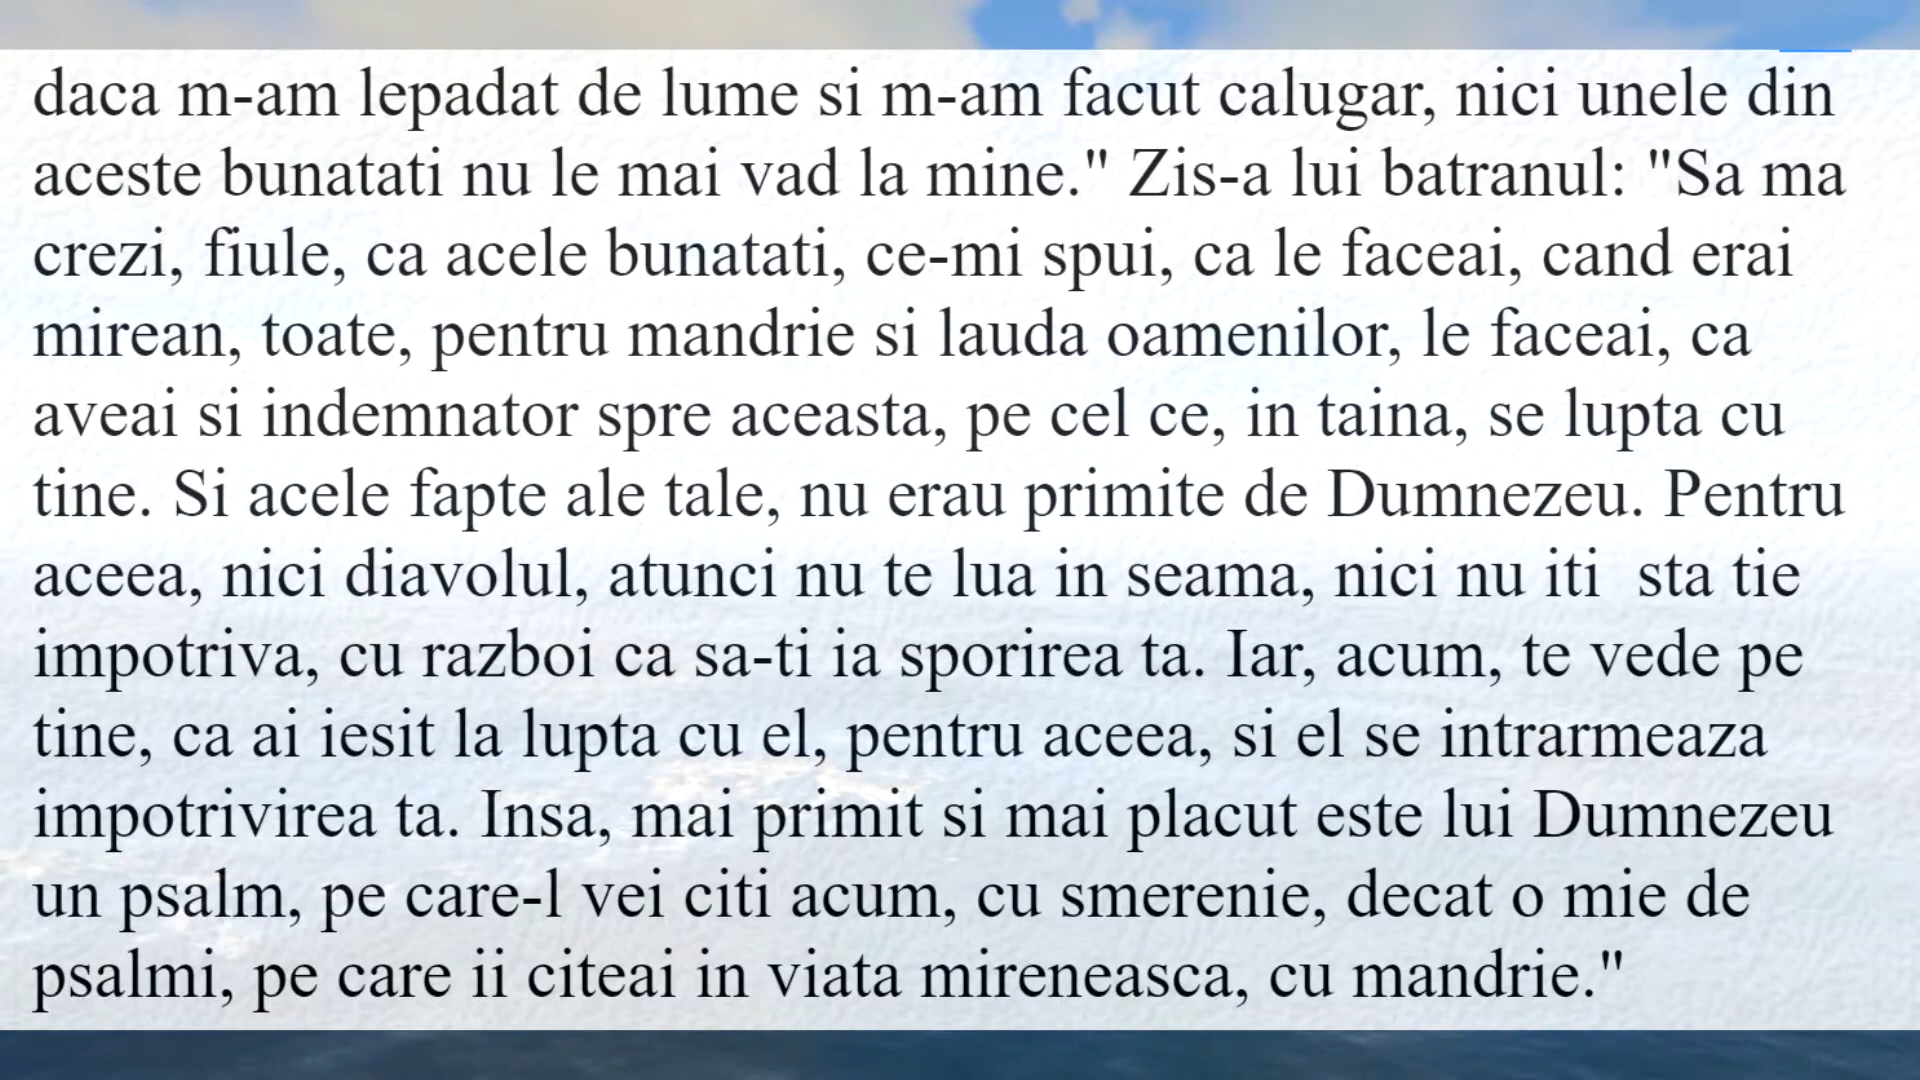 daca m-am lepadat de lume si m-am facut calugar, nici unele din
aceste bunatati nu le mai vad la mine." Zis-a lui batranul: "Sa ma
crezi, fiule, ca acele bunatati, ce-mi spui, ca le faceai, cand erai
mirean, toate, pentru mandrie si lauda oamenilor, le faceai, ca
aveai si indemnator spre aceasta, pe cel ce, in taina, se lupta cu
tine. Si acele fapte ale tale, nu erau primite de Dumnezeu. Pentru
aceea, nici diavolul, atunci nu te lua in seama, nici nu iti  sta tie
impotriva, cu razboi ca sa-ti ia sporirea ta. Iar, acum, te vede pe
tine, ca ai iesit la lupta cu el, pentru aceea, si el se intrarmeaza
impotrivirea ta. Insa, mai primit si mai placut este lui Dumnezeu
un psalm, pe care-l vei citi acum, cu smerenie, decat o mie de
psalmi, pe care ii citeai in viata mireneasca, cu mandrie."